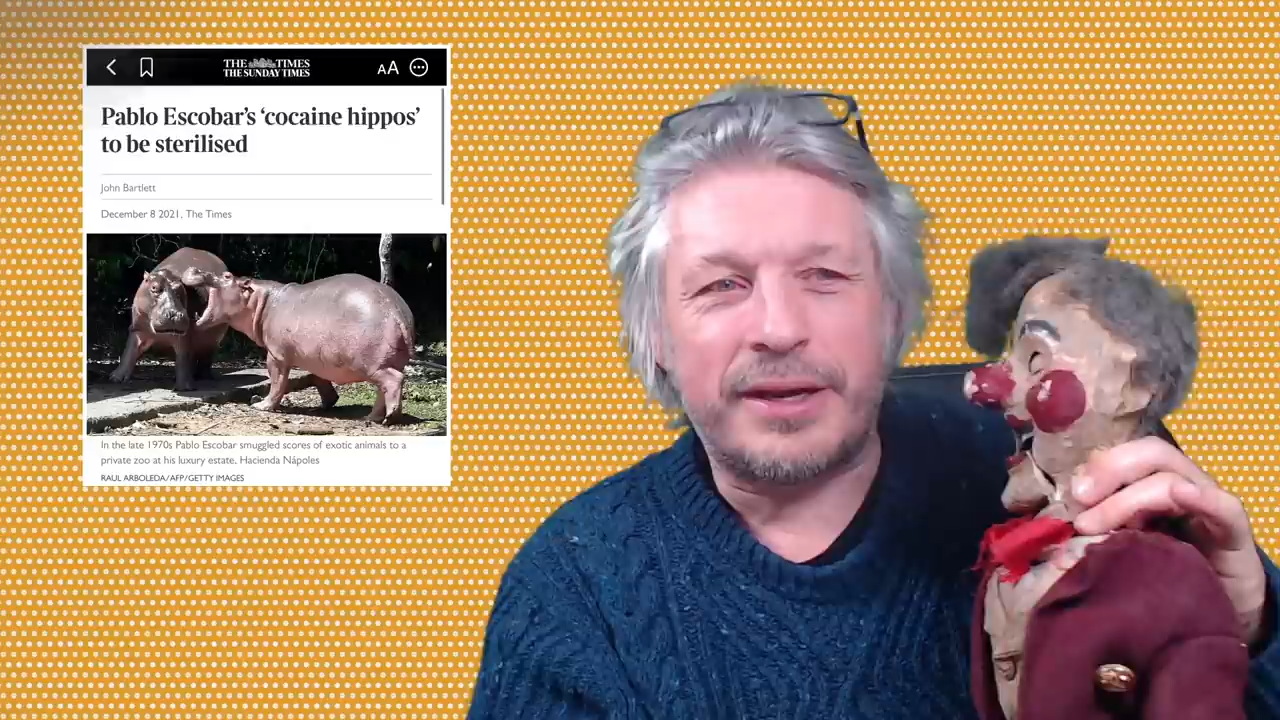 THE TIMES
THE SUNDAY TIMES
AA
Pablo Escobar's ‘cocaine hippos’
to be sterilised
John Bartlett
December 8 2021, The Times
In the late 1970s Pablo Escobar smuggled scores of exotic animals to a
private zoo at his luxury estate, Hacienda Nápoles
RAUL ARBOLEDA/AFP/GETTY IMAGES